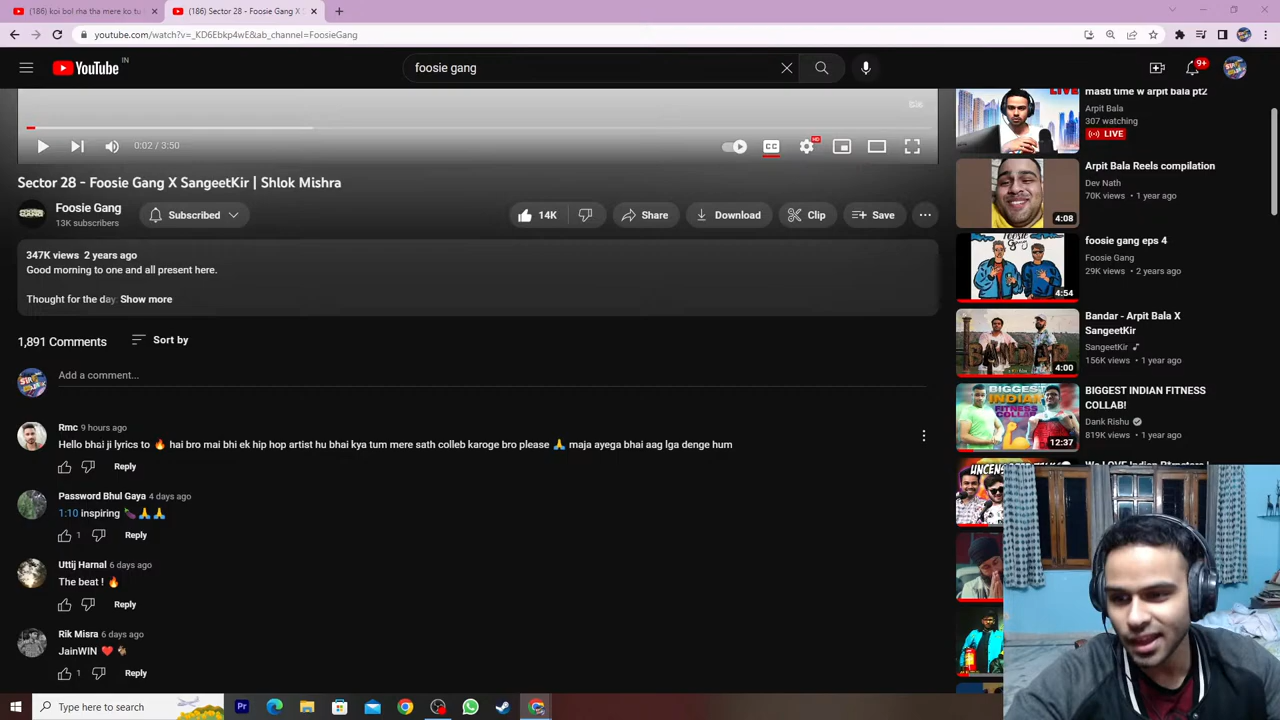 (186) koi bol rha tha mere ko tu
(186) Sector 28 - Foosie Gang X S
youtube.com/watch?v=_KD6Ebkp4wE&ab_channel=FoosieGang
YouTube IN
foosie gang
9+
0:02 / 3:50
CC
HD
Sector 28 - Foosie Gang X SangeetKir | Shlok Mishra
Foosie Gang
13K subscribers
Subscribed
14K
Share
Download
Clip
Save
347K views 2 years ago
Good morning to one and all present here.
Thought for the day: Show more
1,891 Comments
Sort by
Add a comment...
Rmc 9 hours ago
Hello bhai ji lyrics to 🔥 hai bro mai bhi ek hip hop artist hu bhai kya tum mere sath colleb karoge bro please 🙏 maja ayega bhai aag lga denge hum
Reply
Password Bhul Gaya 4 days ago
1:10 inspiring 🍆🙏🙏
1
Reply
Uttij Harnal 6 days ago
The beat ! 🔥
Reply
Rik Misra 6 days ago
JainWIN ❤️🐐
1
Reply
LIVE
masti time w arpit bala pt2
Arpit Bala
307 watching
LIVE
Arpit Bala Reels compilation
Dev Nath
70K views 1 year ago
4:08
foosie gang eps 4
Foosie Gang
29K views 2 years ago
4:54
Bandar - Arpit Bala X
SangeetKir
SangeetKir
156K views 1 year ago
BANDAR
4:00
BIGGEST INDIAN FITNESS
COLLAB!
Dank Rishu
819K views 1 year ago
BIGGEST
INDIAN
FITNESS
COLLAB
12:37
Type here to search
Pr